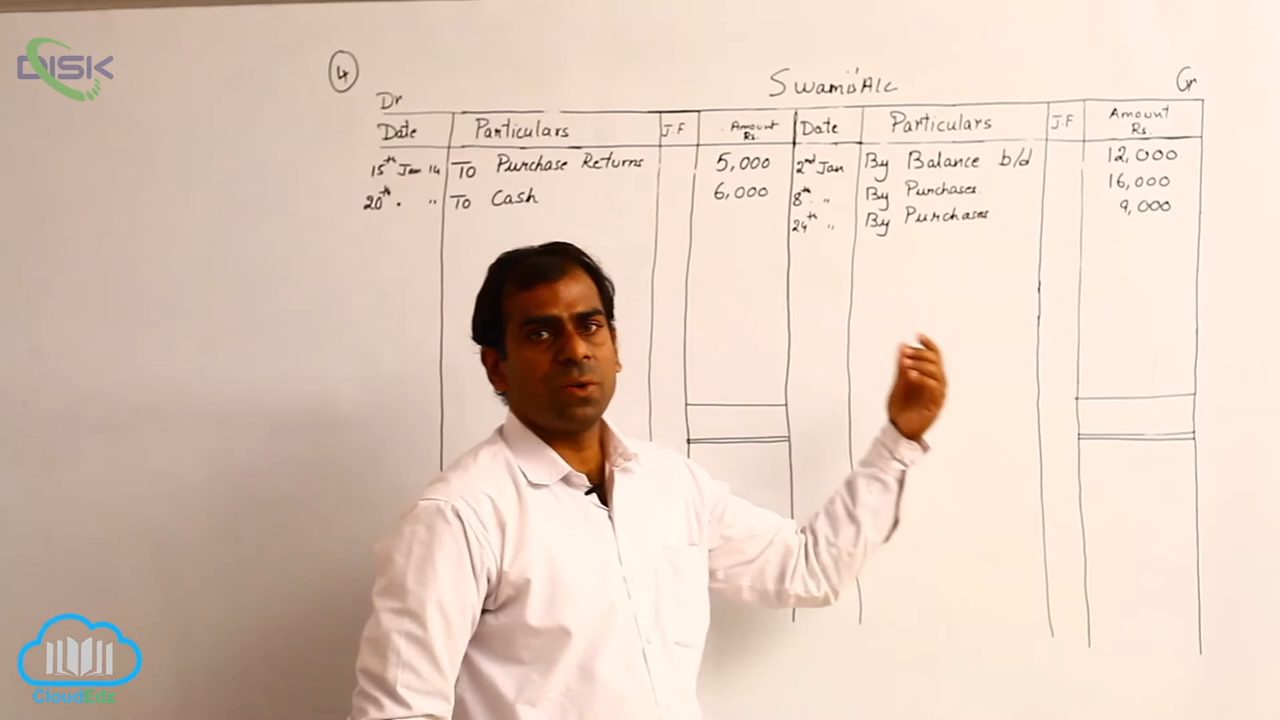 DISK
4
Swami's A/c
Dr
Cr
Date Particulars J.F Amount Rs. Date Particulars J.F Amount Rs.
15th Jan 14 To Purchase Returns 5,000 2nd Jan By Balance b/d 12,000
20th " " To Cash 6,000 8th " " By Purchases 16,000
24th " By Purchases 9,000
CloudEdz